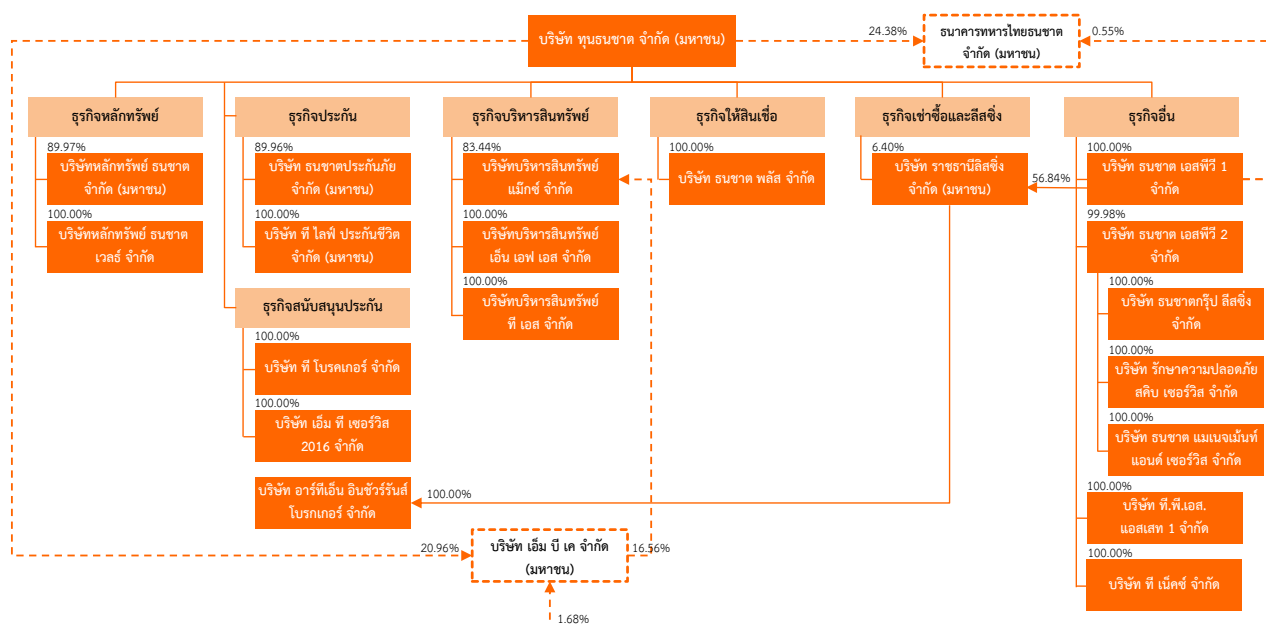 บริษัท ทุนธนชาต จำกัด (มหาชน)
24.38%
ธนาคารทหารไทยธนชาต
จำกัด (มหาชน)
0.55%
ธุรกิจหลักทรัพย์
89.97%
บริษัทหลักทรัพย์ ธนชาต
จำกัด (มหาชน)
100.00%
บริษัทหลักทรัพย์ ธนชาต
เวลธ์ จำกัด
ธุรกิจประกัน
89.96%
บริษัท ธนชาตประกันภัย
จำกัด (มหาชน)
100.00%
บริษัท ที ไลฟ์ ประกันชีวิต
จำกัด (มหาชน)
ธุรกิจสนับสนุนประกัน
100.00%
บริษัท ที โบรคเกอร์ จำกัด
100.00%
บริษัท เอ็ม ที เซอร์วิส
2016 จำกัด
บริษัท อาร์ทีเอ็น อินชัวร์รันส์
โบรกเกอร์ จำกัด
100.00%
ธุรกิจบริหารสินทรัพย์
83.44%
บริษัทบริหารสินทรัพย์
แม๊กซ์ จำกัด
100.00%
บริษัทบริหารสินทรัพย์
เอ็น เอฟ เอส จำกัด
100.00%
บริษัทบริหารสินทรัพย์
ที เอส จำกัด
ธุรกิจให้สินเชื่อ
100.00%
บริษัท ธนชาต พลัส จำกัด
ธุรกิจเช่าซื้อและลีสซิ่ง
6.40%
บริษัท ราชธานีลิสซิ่ง
จำกัด (มหาชน)
56.84%
ธุรกิจอื่น
100.00%
บริษัท ธนชาต เอสพีวี 1
จำกัด
99.98%
บริษัท ธนชาต เอสพีวี 2
จำกัด
100.00%
บริษัท ธนชาตกรุ๊ป ลีสซิ่ง
จำกัด
100.00%
บริษัท รักษาความปลอดภัย
สคิบ เซอร์วิส จำกัด
100.00%
บริษัท ธนชาต แมเนจเม้นท์
แอนด์ เซอร์วิส จำกัด
100.00%
บริษัท ที.พี.เอส.
แอสเสท 1 จำกัด
100.00%
บริษัท ที เน็คซ์ จำกัด
20.96%
บริษัท เอ็ม บี เค จำกัด
(มหาชน)
16.56%
1.68%